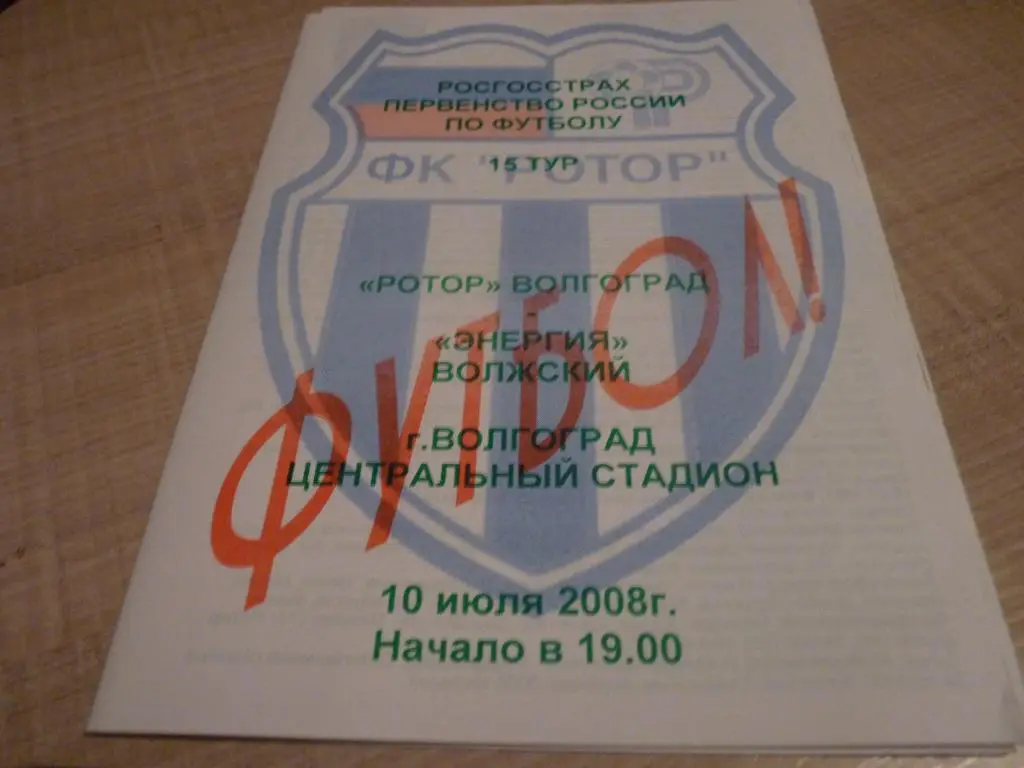 РОСГОССТРАХ
ПЕРВЕНСТВО РОССИИ
ПО ФУТБОЛУ
15 ТУР
ФК "РОТОР"
«РОТОР» ВОЛГОГРАД
-
«ЭНЕРГИЯ»
ВОЛЖСКИЙ
ФУТБОЛ!
г.ВОЛГОГРАД
ЦЕНТРАЛЬНЫЙ СТАДИОН
10 июля 2008г.
Начало в 19.00